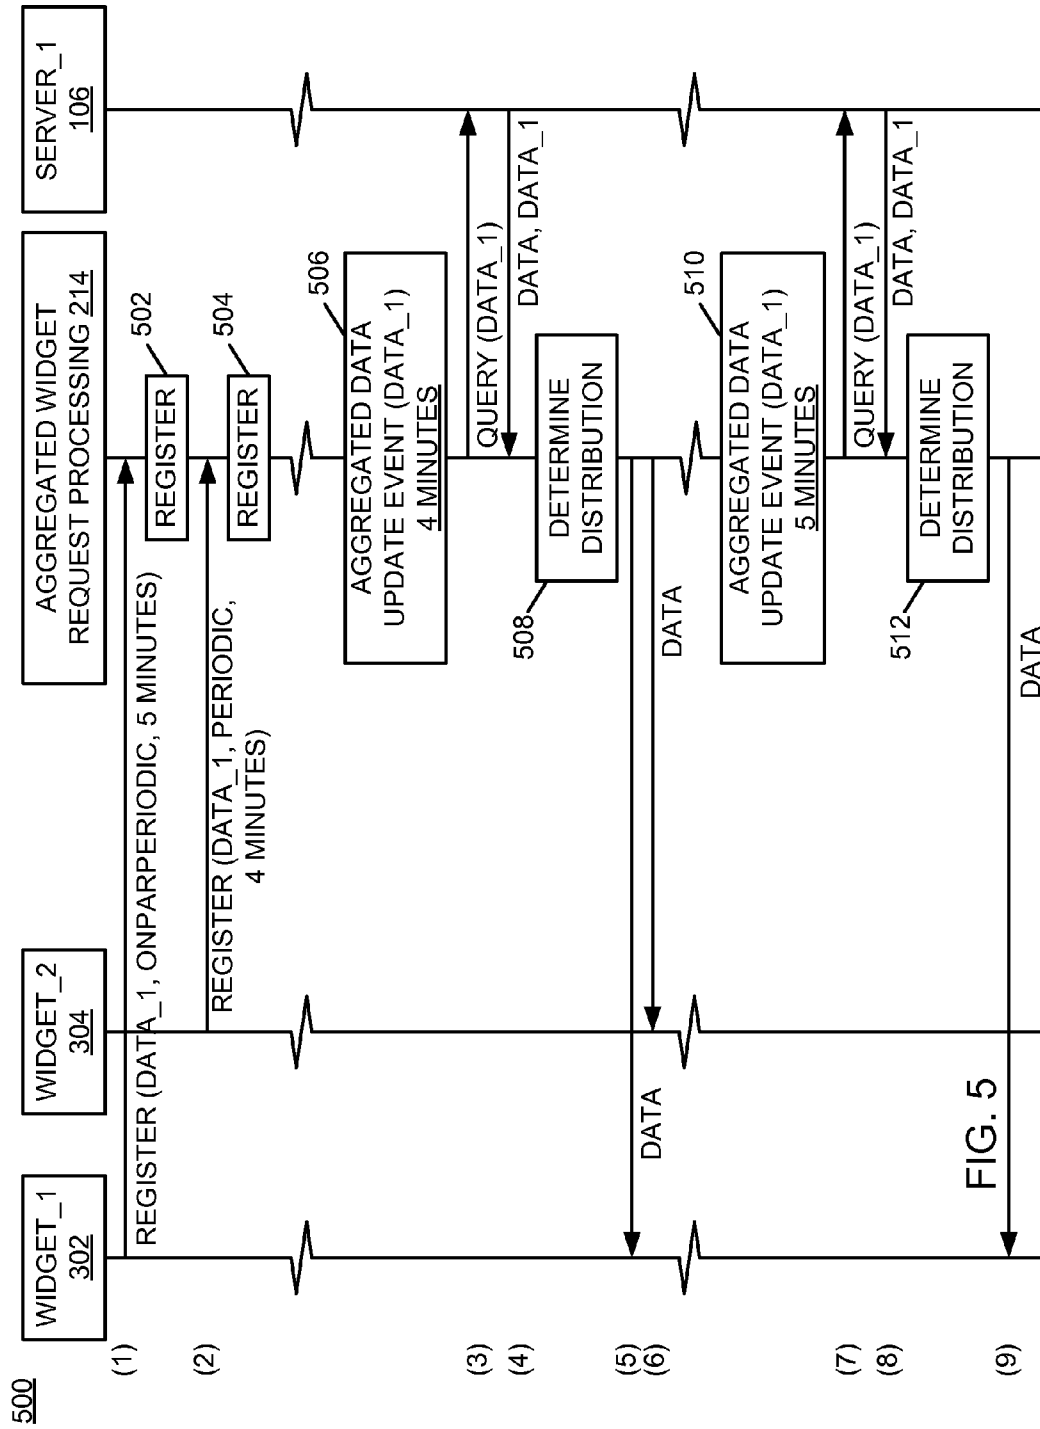 500
WIDGET_1
302
WIDGET_2
304
AGGREGATED WIDGET
REQUEST PROCESSING 214
SERVER_1
106
(1)
REGISTER (DATA_1, ONPARPERIODIC, 5 MINUTES)
REGISTER
502
(2)
REGISTER (DATA_1, PERIODIC,
4 MINUTES)
REGISTER
504
AGGREGATED DATA
UPDATE EVENT (DATA_1)
4 MINUTES
506
(3)
QUERY (DATA_1)
(4)
DATA, DATA_1
DETERMINE
DISTRIBUTION
508
(5)
DATA
(6)
DATA
AGGREGATED DATA
UPDATE EVENT (DATA_1)
5 MINUTES
510
(7)
QUERY (DATA_1)
(8)
DATA, DATA_1
DETERMINE
DISTRIBUTION
512
(9)
DATA
FIG. 5